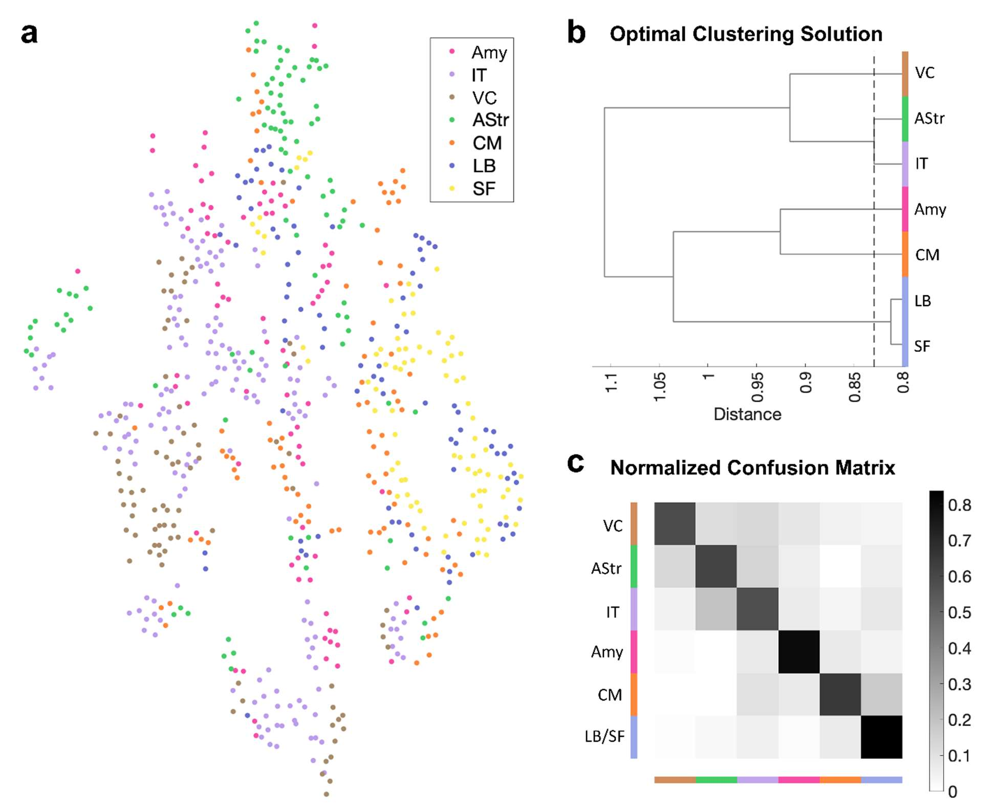 a
Amy
IT
VC
AStr
CM
LB
SF
b
Optimal Clustering Solution
VC
AStr
IT
Amy
CM
LB
SF
1.1
1.05
1
0.95
0.9
0.85
0.8
Distance
c
Normalized Confusion Matrix
VC
AStr
IT
Amy
CM
LB/SF
0.8
0.7
0.6
0.5
0.4
0.3
0.2
0.1
0